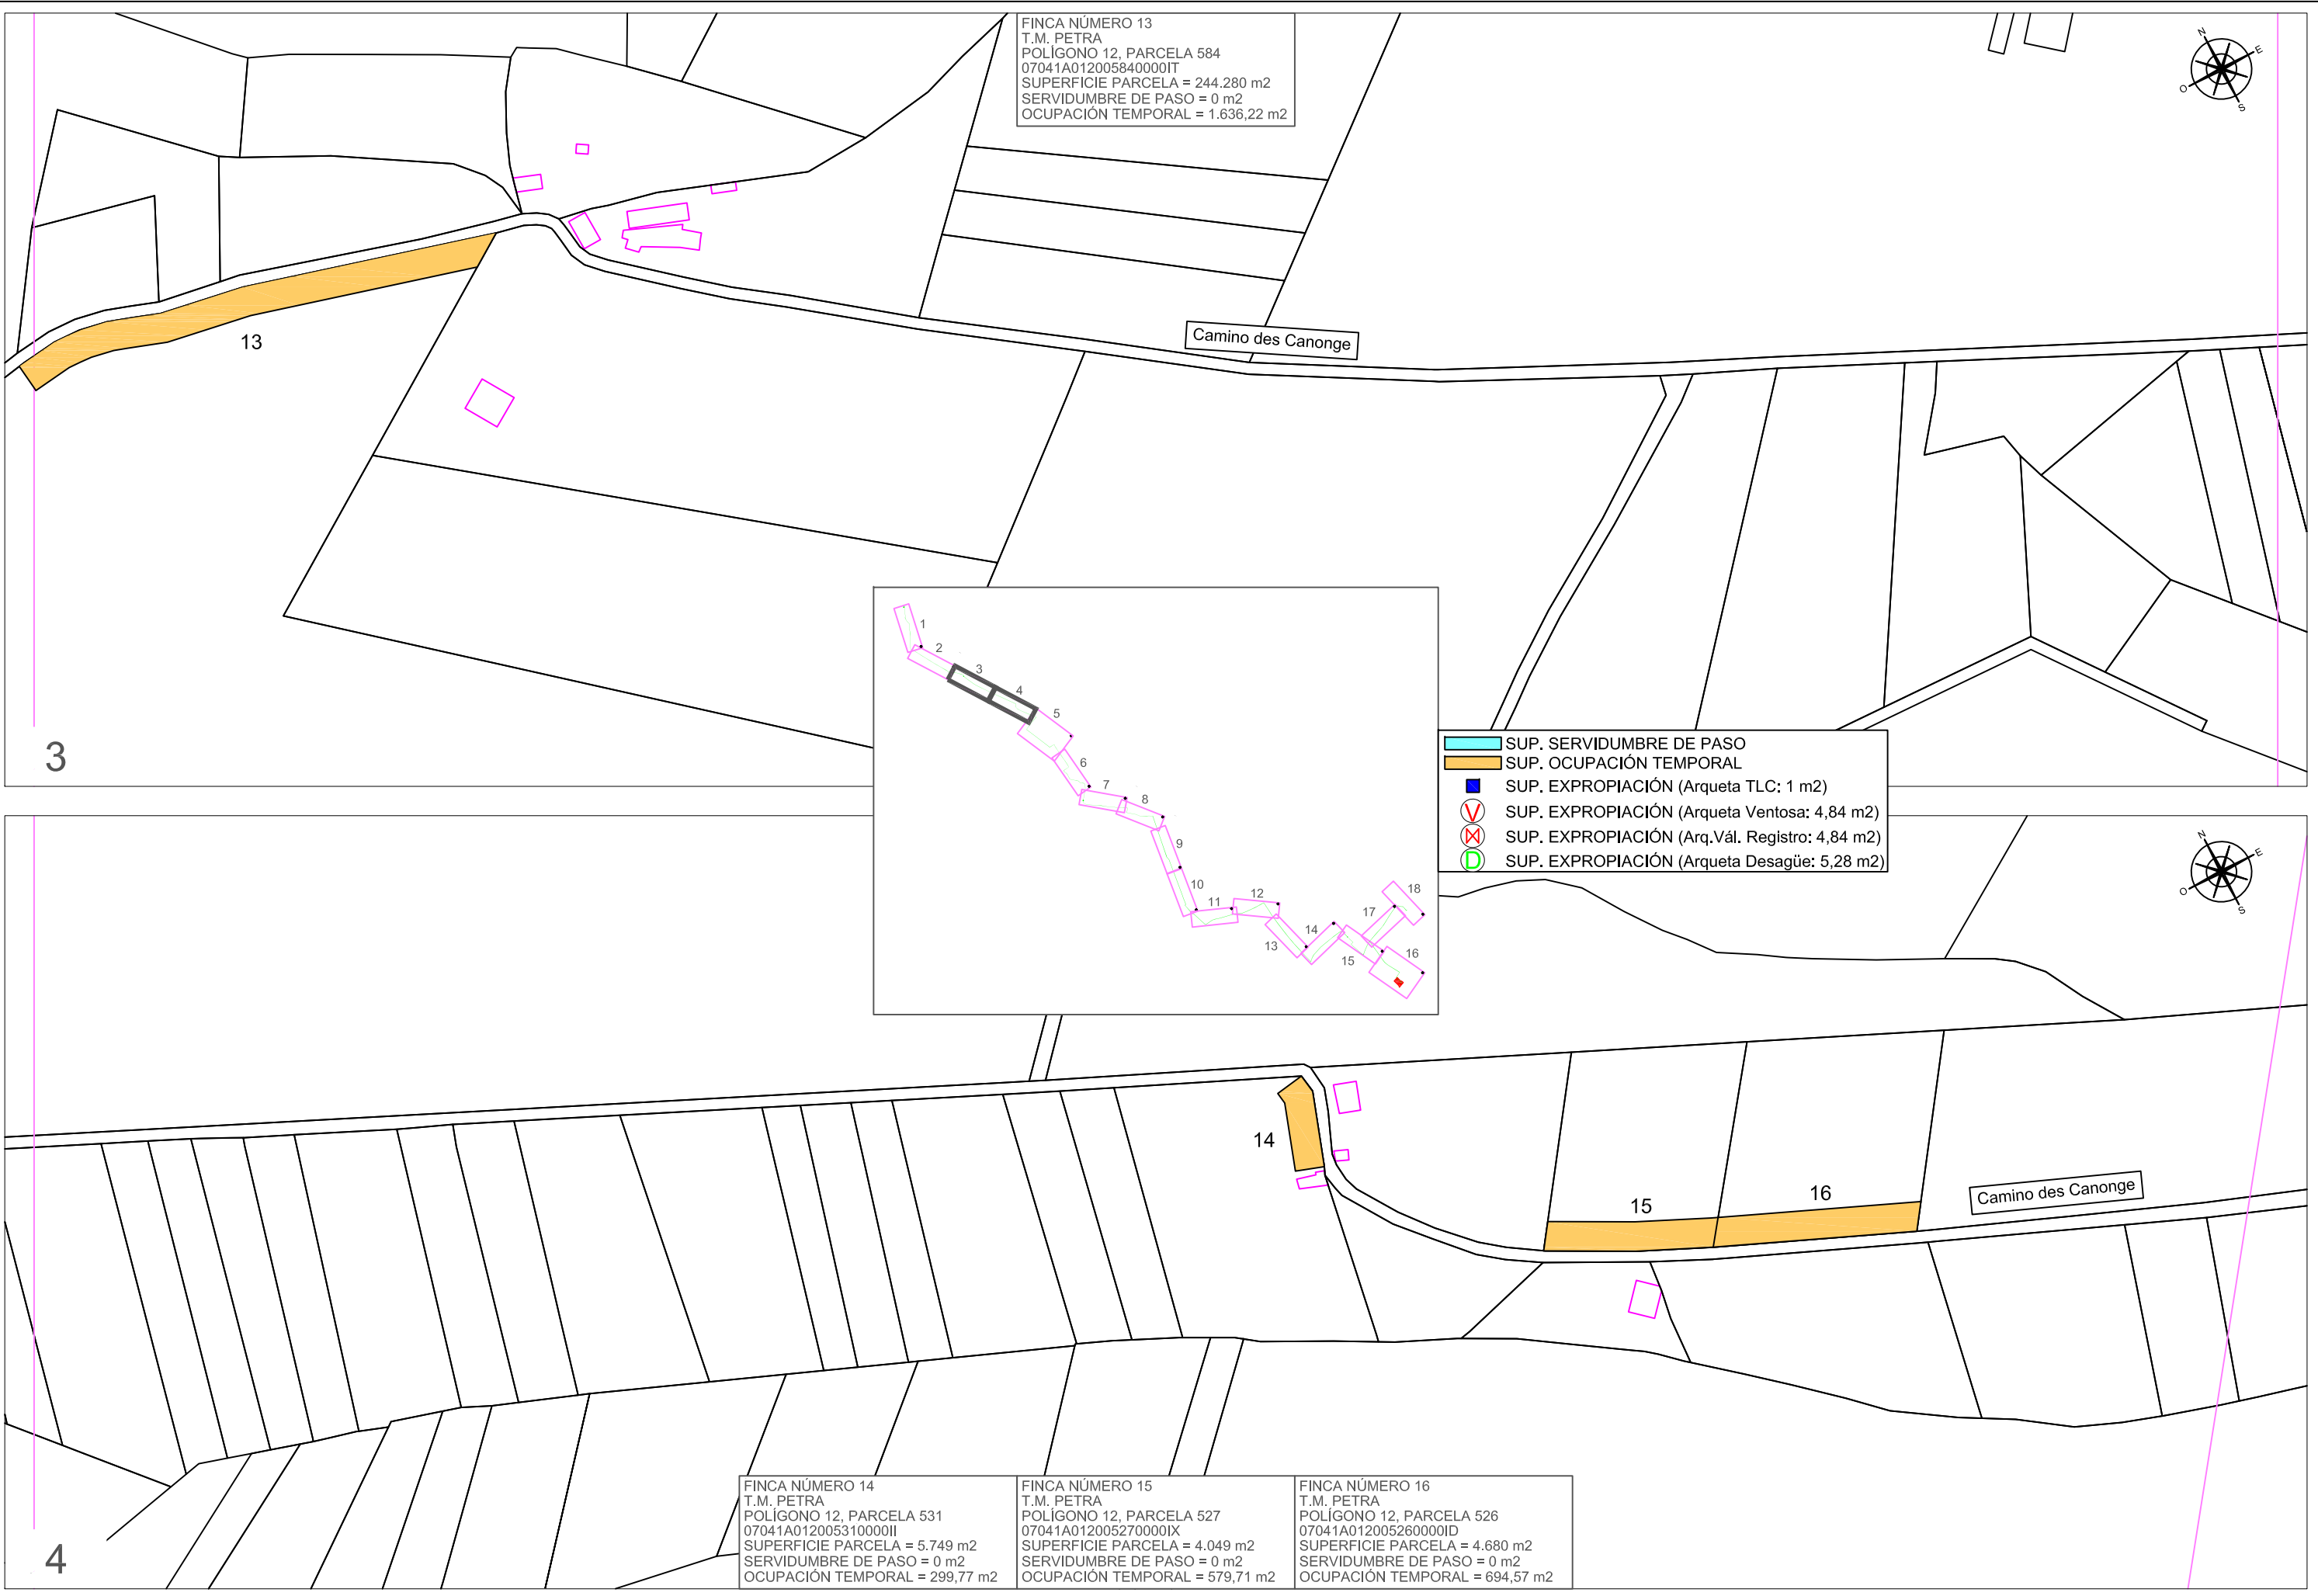 FINCA NÚMERO 13
T.M. PETRA
POLÍGONO 12, PARCELA 584
07041A012005840000IT
SUPERFICIE PARCELA = 244.280 m2
SERVIDUMBRE DE PASO = 0 m2
OCUPACIÓN TEMPORAL = 1.636,22 m2
N
E
O
S
13
Camino des Canonge
3
1
2
3
4
5
6
7
8
9
10
11
12
13
14
15
16
17
18
SUP. SERVIDUMBRE DE PASO
SUP. OCUPACIÓN TEMPORAL
SUP. EXPROPIACIÓN (Arqueta TLC: 1 m2)
V SUP. EXPROPIACIÓN (Arqueta Ventosa: 4,84 m2)
SUP. EXPROPIACIÓN (Arq.Vál. Registro: 4,84 m2)
D SUP. EXPROPIACIÓN (Arqueta Desagüe: 5,28 m2)
N
E
O
S
14
15
16
Camino des Canonge
4
FINCA NÚMERO 14
T.M. PETRA
POLÍGONO 12, PARCELA 531
07041A012005310000II
SUPERFICIE PARCELA = 5.749 m2
SERVIDUMBRE DE PASO = 0 m2
OCUPACIÓN TEMPORAL = 299,77 m2
FINCA NÚMERO 15
T.M. PETRA
POLÍGONO 12, PARCELA 527
07041A012005270000IX
SUPERFICIE PARCELA = 4.049 m2
SERVIDUMBRE DE PASO = 0 m2
OCUPACIÓN TEMPORAL = 579,71 m2
FINCA NÚMERO 16
T.M. PETRA
POLÍGONO 12, PARCELA 526
07041A012005260000ID
SUPERFICIE PARCELA = 4.680 m2
SERVIDUMBRE DE PASO = 0 m2
OCUPACIÓN TEMPORAL = 694,57 m2